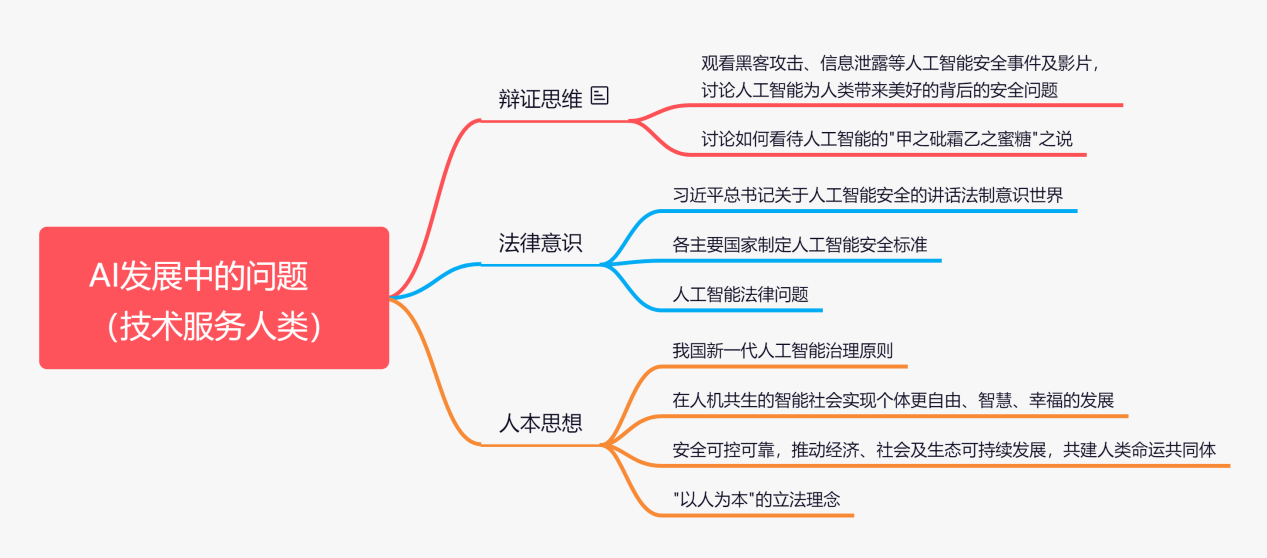 AI发展中的问题
（技术服务人类）
辩证思维
观看黑客攻击、信息泄露等人工智能安全事件及影片，
讨论人工智能为人类带来美好的背后的安全问题
讨论如何看待人工智能的"甲之砒霜乙之蜜糖"之说
法律意识
习近平总书记关于人工智能安全的讲话法制意识世界
各主要国家制定人工智能安全标准
人工智能法律问题
人本思想
我国新一代人工智能治理原则
在人机共生的智能社会实现个体更自由、智慧、幸福的发展
安全可控可靠，推动经济、社会及生态可持续发展，共建人类命运共同体
"以人为本"的立法理念